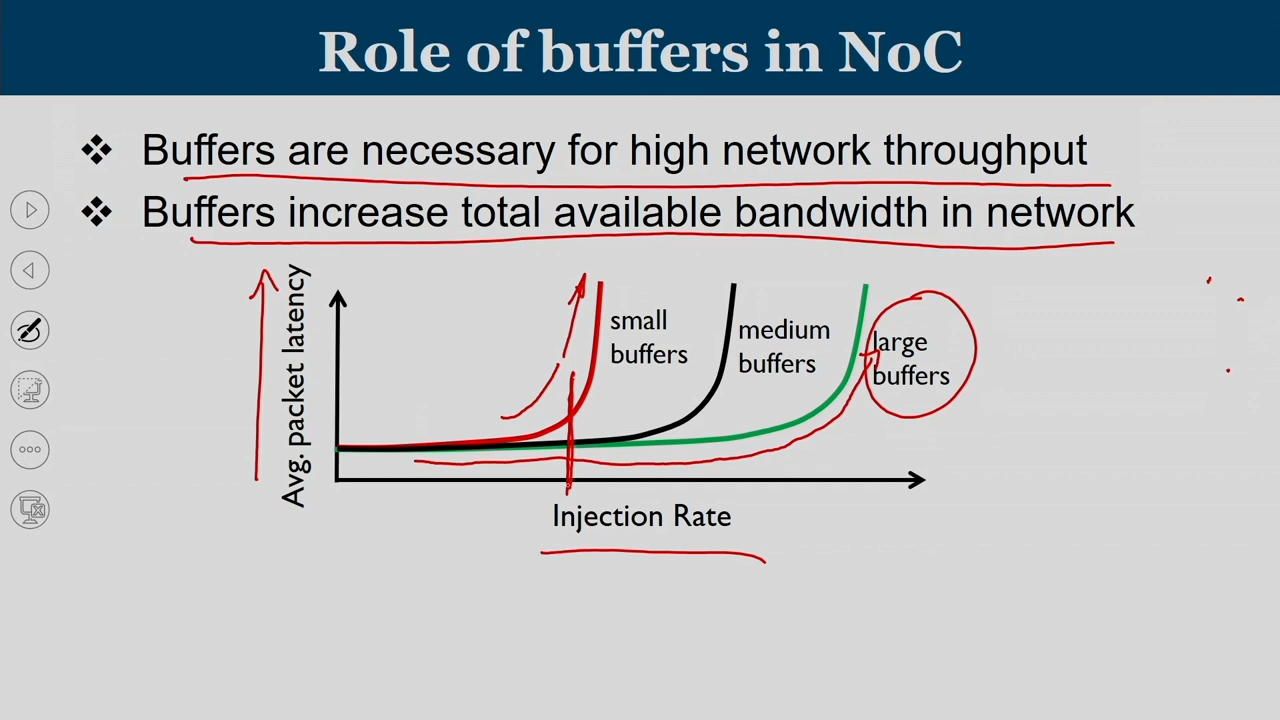 Role of buffers in NoC
Buffers are necessary for high network throughput
Buffers increase total available bandwidth in network
Avg. packet latency
small
buffers
medium
buffers
large
buffers
Injection Rate